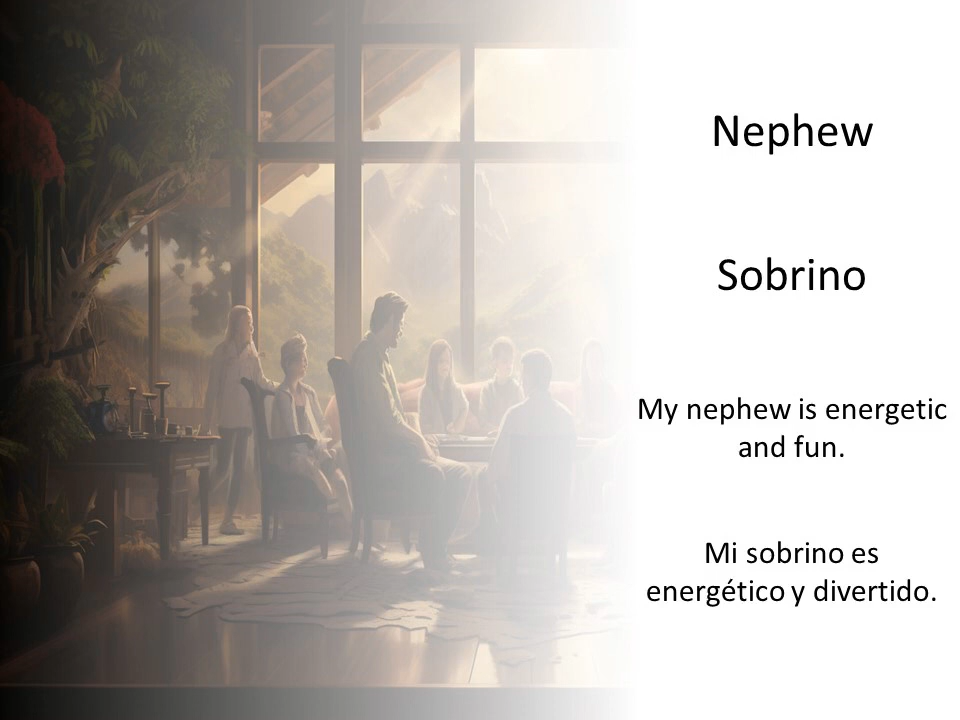 Nephew
Sobrino
My nephew is energetic
and fun.
Mi sobrino es
energético y divertido.